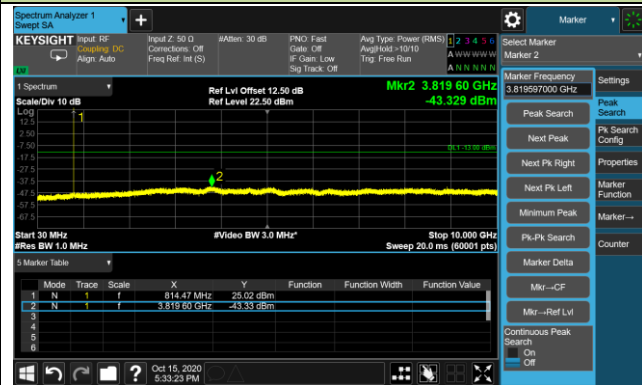 Spectrum Analyzer 1
Swept SA
Marker
KEYSIGHT
Input: RF
Coupling: DC
Align: Auto
Input Z: 50 Ω
Corrections: Off
Freq Ref: Int (S)
#Atten: 30 dB
PNO: Fast
Gate: Off
IF Gain: Low
Sig Track: Off
Avg Type: Power (RMS)
Avg|Hold:>10/10
Trig: Free Run
1 2 3 4 5 6
A W W W W W
A N N N N N
Select Marker
Marker 2
Marker Frequency
3.819597000 GHz
Settings
Peak Search
Next Peak
Next Pk Right
Next Pk Left
Minimum Peak
Pk-Pk Search
Marker Delta
Mkr→CF
Mkr→Ref Lvl
Continuous Peak
Search
On
Off
Peak
Search
Pk Search
Config
Properties
Marker
Function
Marker→
Counter
1 Spectrum
Scale/Div 10 dB
Ref Lvl Offset 12.50 dB
Ref Level 22.50 dBm
Mkr2 3.819 60 GHz
-43.329 dBm
Log
12.5
2.50
-7.50
-17.5
-27.5
-37.5
-47.5
-57.5
-67.5
1
2
DL1 -13.00 dBm
Start 30 MHz
#Res BW 1.0 MHz
#Video BW 3.0 MHz*
Stop 10.000 GHz
Sweep 20.0 ms (60001 pts)
5 Marker Table
Mode Trace Scale X Y Function Function Width Function Value
1 N 1 f 814.47 MHz 25.02 dBm
2 N 1 f 3.819 60 GHz -43.33 dBm
3
4
5
6
Oct 15, 2020
5:33:23 PM